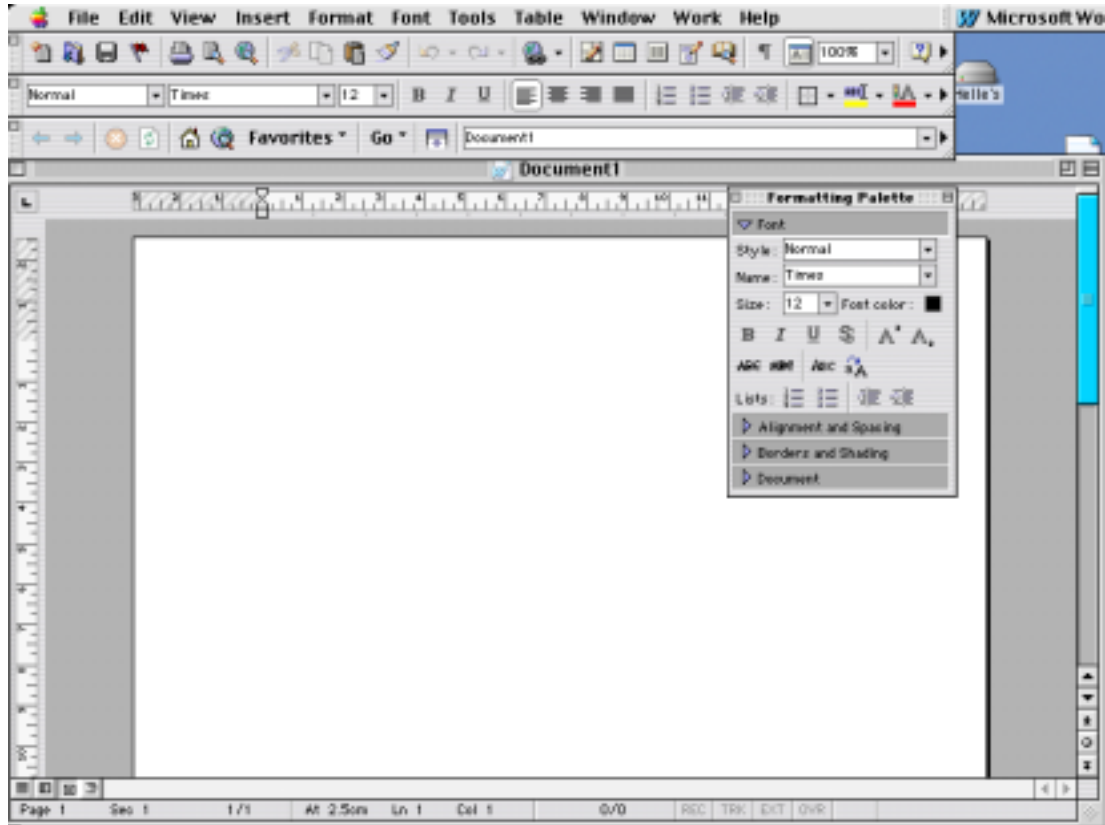 File Edit View Insert Format Font Tools Table Window Work Help Microsoft Wo
100%
Normal Times 12 B I U
Favorites Go Document1
Document1
Formatting Palette
Font
Style: Normal
Name: Times
Size: 12 Font color:
B I U S A A
ABC ABC ABC
Lists:
Alignment and Spacing
Borders and Shading
Document
Page 1 Sec 1 1/1 At 2.5cm Ln 1 Col 1 0/0 REC TRK EXT OVR